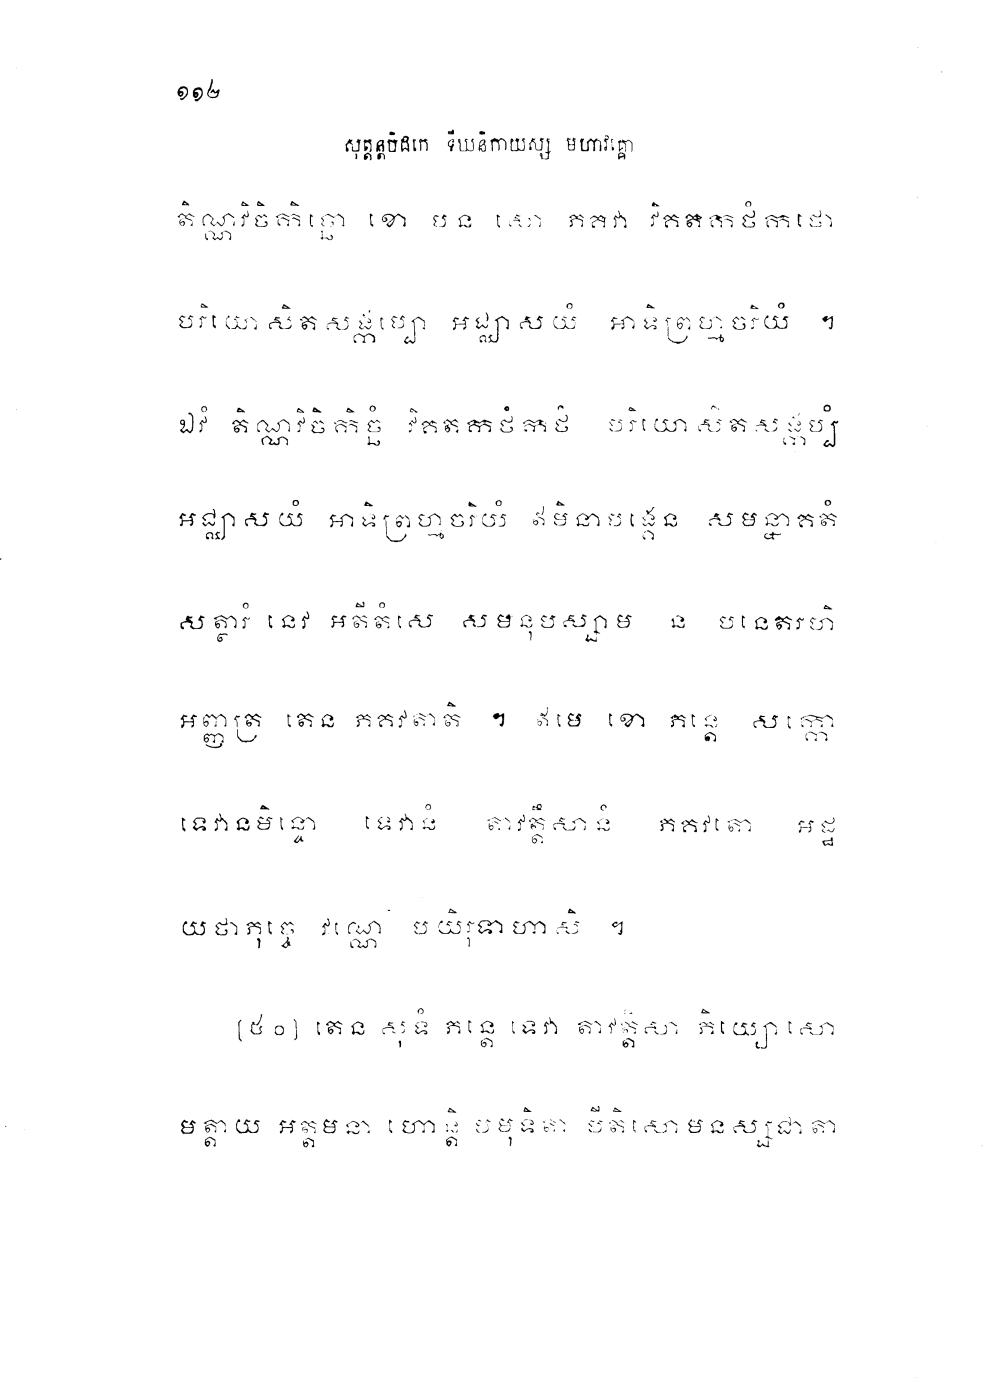 ១១៤
សុត្តន្តបិដកេ ទីឃនិកាយស្ស មហាវគ្គោ
តិណ្ណវិចិកិច្ឆោ ខោ បន សោ ភគវា វិគតកថំកថោ
បរិយោសិតសង្កប្បោ អជ្ឈាសយំ អាទិព្រហ្មចរិយំ ។
ឯវំ តិណ្ណវិចិកិច្ឆំ វិគតកថំកថំ បរិយោសិតសង្កប្បំ
អជ្ឈាសយំ អាទិព្រហ្មចរិយំ ឥមិនាបង្គេន សមន្នាគតំ
សត្ថារំ នេវ អតីតំសេ សមនុបស្សាម ន បនេតរហិ
អញ្ញត្រ តេន ភគវតាតិ ។ ឥមេ ខោ ភន្តេ សក្កោ
ទេវានមិន្ទោ ទេវានំ តាវត្តឹសានំ ភគវតោ អដ្ឋ
យថាភុច្ចេ វណ្ណេ បយិរុទាហាសិ ។
(៥០) តេន សុទំ ភន្តេ ទេវា តាវត្តឹសា ភិយ្យោសោ
មត្តាយ អត្តមនា ហោន្តិ បមុទិតា បីតិសោមនស្សជាតា